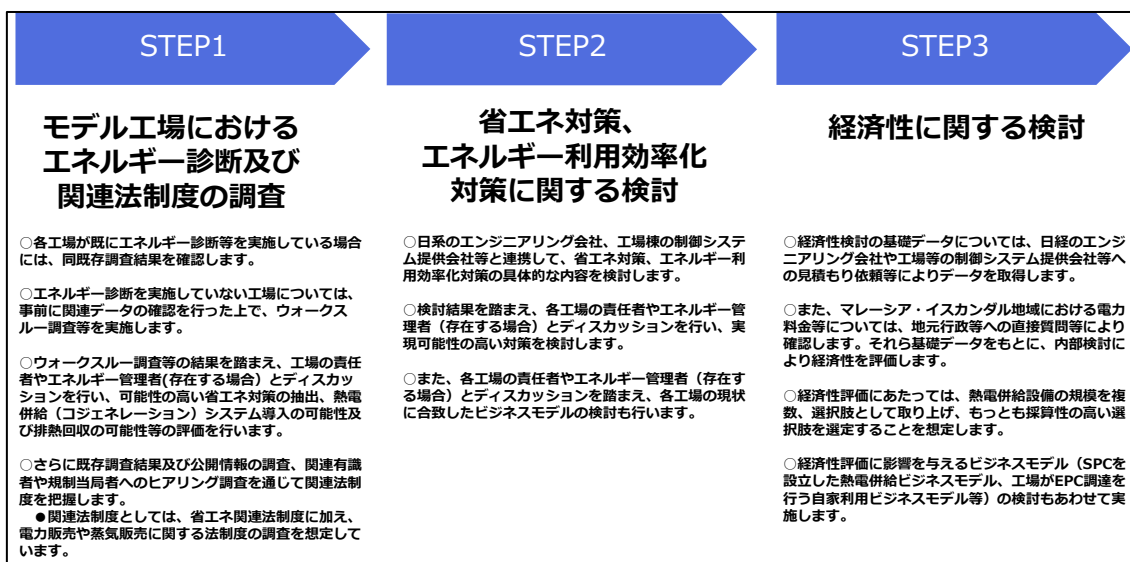 STEP1
モデル工場における
エネルギー診断及び
関連法制度の調査
○各工場が既にエネルギー診断等を実施している場合
には、同既存調査結果を確認します。
○エネルギー診断を実施していない工場については、
事前に関連データの確認を行った上で、ウォークス
ルー調査等を実施します。
○ウォークスルー調査等の結果を踏まえ、工場の責任
者やエネルギー管理者(存在する場合）とディスカッ
ションを行い、可能性の高い省エネ対策の抽出、熱電
併給（コジェネレーション）システム導入の可能性及
び排熱回収の可能性等の評価を行います。
○さらに既存調査結果及び公開情報の調査、関連有識
者や規制当局者へのヒアリング調査を通じて関連法制
度を把握します。
●関連法制度としては、省エネ関連法制度に加え、
電力販売や蒸気販売に関する法制度の調査を想定して
います。
STEP2
省エネ対策、
エネルギー利用効率化
対策に関する検討
○日系のエンジニアリング会社、工場棟の制御システ
ム提供会社等と連携して、省エネ対策、エネルギー利
用効率化対策の具体的な内容を検討します。
○検討結果を踏まえ、各工場の責任者やエネルギー管
理者（存在する場合）とディスカッションを行い、実
現可能性の高い対策を検討します。
○また、各工場の責任者やエネルギー管理者（存在す
る場合）とディスカッションを踏まえ、各工場の現状
に合致したビジネスモデルの検討も行います。
STEP3
経済性に関する検討
○経済性検討の基礎データについては、日経のエンジ
ニアリング会社や工場等の制御システム提供会社等へ
の見積もり依頼等によりデータを取得します。
○また、マレーシア・イスカンダル地域における電力
料金等については、地元行政等への直接質問等により
確認します。それら基礎データをもとに、内部検討に
より経済性を評価します。
○経済性評価にあたっては、熱電併給設備の規模を複
数、選択肢として取り上げ、もっとも採算性の高い選
択肢を選定することを想定します。
○経済性評価に影響を与えるビジネスモデル（SPCを
設立した熱電併給ビジネスモデル、工場がEPC調達を
行う自家利用ビジネスモデル等）の検討もあわせて実
施します。